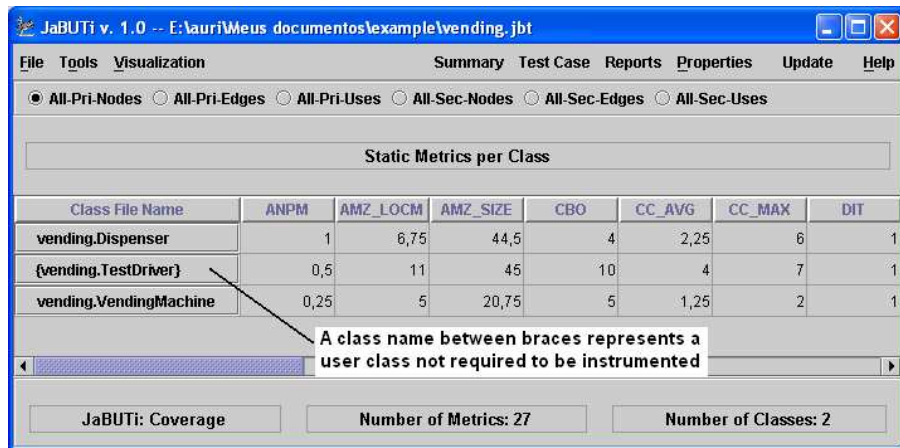 JaBUTi v. 1.0 -- E:\auri\Meus documentos\example\vending.jbt
File Tools Visualization Summary Test Case Reports Properties Update Help
All-Pri-Nodes All-Pri-Edges All-Pri-Uses All-Sec-Nodes All-Sec-Edges All-Sec-Uses
Static Metrics per Class
Class File Name ANPM AMZ_LOCM AMZ_SIZE CBO CC_AVG CC_MAX DIT
vending.Dispenser 1 6,75 44,5 4 2,25 6 1
{vending.TestDriver} 0,5 11 45 10 4 7 1
vending.VendingMachine 0,25 5 20,75 5 1,25 2 1
A class name between braces represents a
user class not required to be instrumented
JaBUTi: Coverage Number of Metrics: 27 Number of Classes: 2